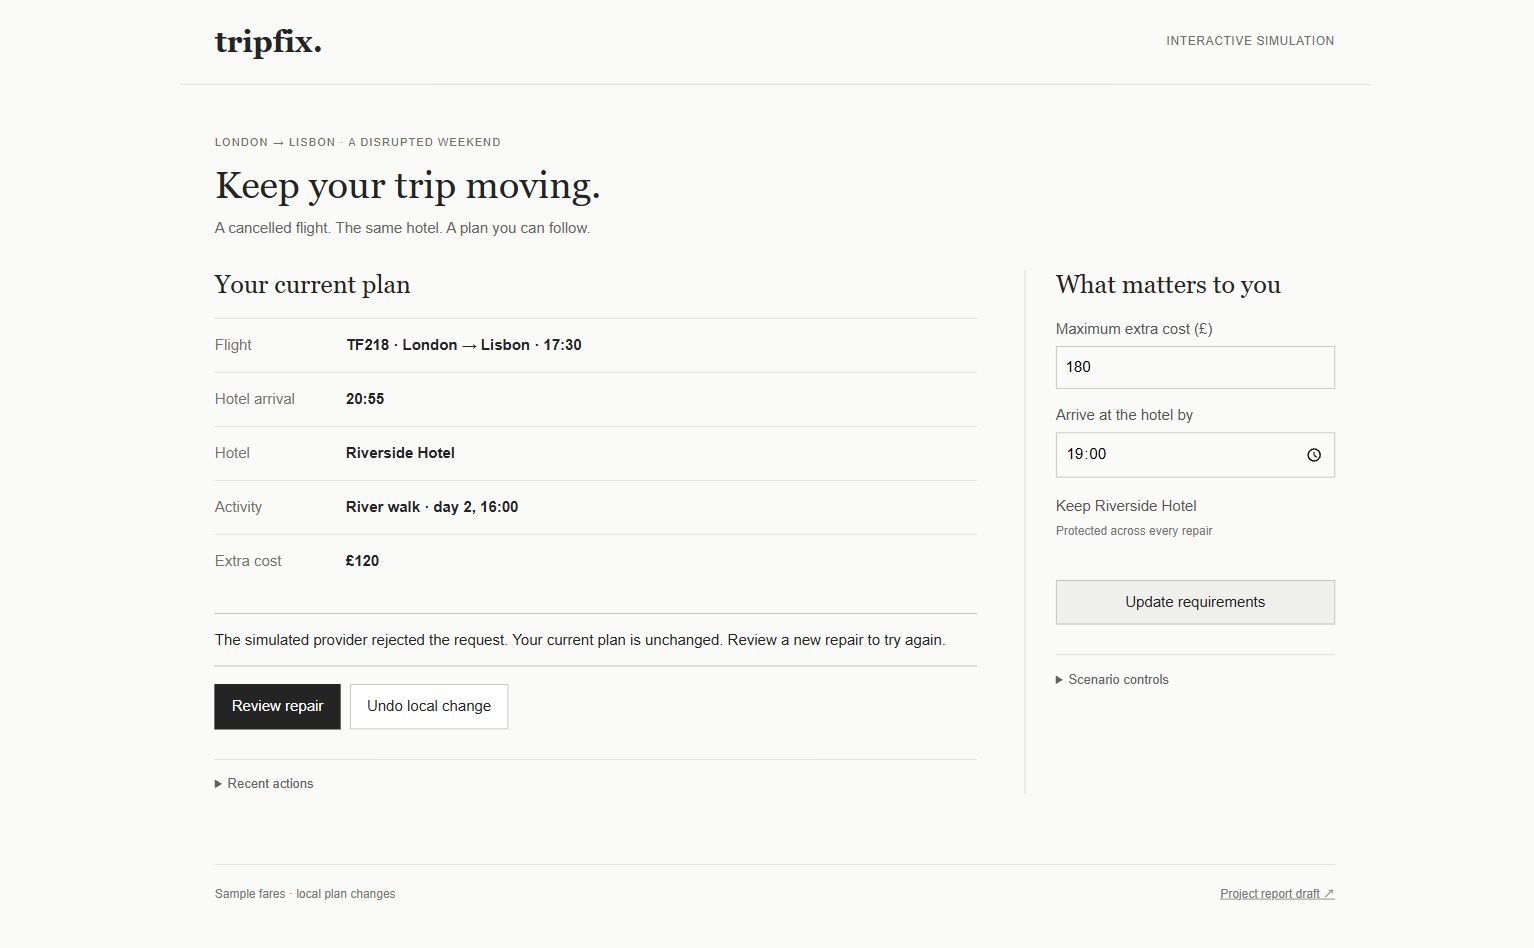 tripfix.
INTERACTIVE SIMULATION
LONDON → LISBON · A DISRUPTED WEEKEND
Keep your trip moving.
A cancelled flight. The same hotel. A plan you can follow.
Your current plan
Flight TF218 · London → Lisbon · 17:30
Hotel arrival 20:55
Hotel Riverside Hotel
Activity River walk · day 2, 16:00
Extra cost £120
The simulated provider rejected the request. Your current plan is unchanged. Review a new repair to try again.
Review repair
Undo local change
▶ Recent actions
What matters to you
Maximum extra cost (£)
180
Arrive at the hotel by
19:00
Keep Riverside Hotel
Protected across every repair
Update requirements
▶ Scenario controls
Sample fares · local plan changes
Project report draft ↗